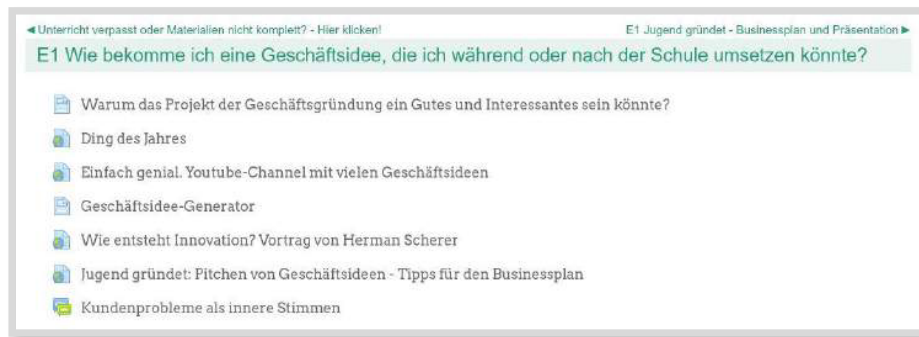 ◄ Unterricht verpasst oder Materialien nicht komplett? - Hier klicken!
E1 Jugend gründet - Businessplan und Präsentation ►
E1 Wie bekomme ich eine Geschäftsidee, die ich während oder nach der Schule umsetzen könnte?
Warum das Projekt der Geschäftsgründung ein Gutes und Interessantes sein könnte?
Ding des Jahres
Einfach genial. Youtube-Channel mit vielen Geschäftsideen
Geschäftsidee-Generator
Wie entsteht Innovation? Vortrag von Herman Scherer
Jugend gründet: Pitchen von Geschäftsideen - Tipps für den Businessplan
Kundenprobleme als innere Stimmen